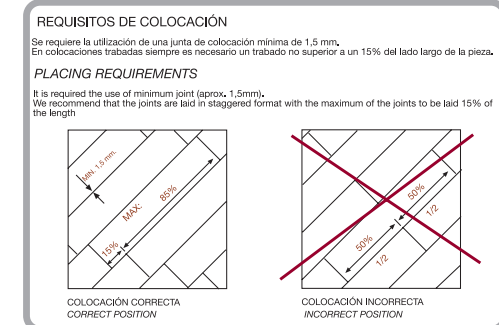 REQUISITOS DE COLOCACIÓN
Se requiere la utilización de una junta de colocación mínima de 1,5 mm.
En colocaciones trabadas siempre es necesario un trabado no superior a un 15% del lado largo de la pieza.
PLACING REQUIREMENTS
It is required the use of minimum joint (aprox. 1,5mm).
We recommend that the joints are laid in staggered format with the maximum of the joints to be laid 15% of
the length
MIN. 1,5 mm.
MAX:
85%
15%
50%
1/2
50%
1/2
COLOCACIÓN CORRECTA
CORRECT POSITION
COLOCACIÓN INCORRECTA
INCORRECT POSITION